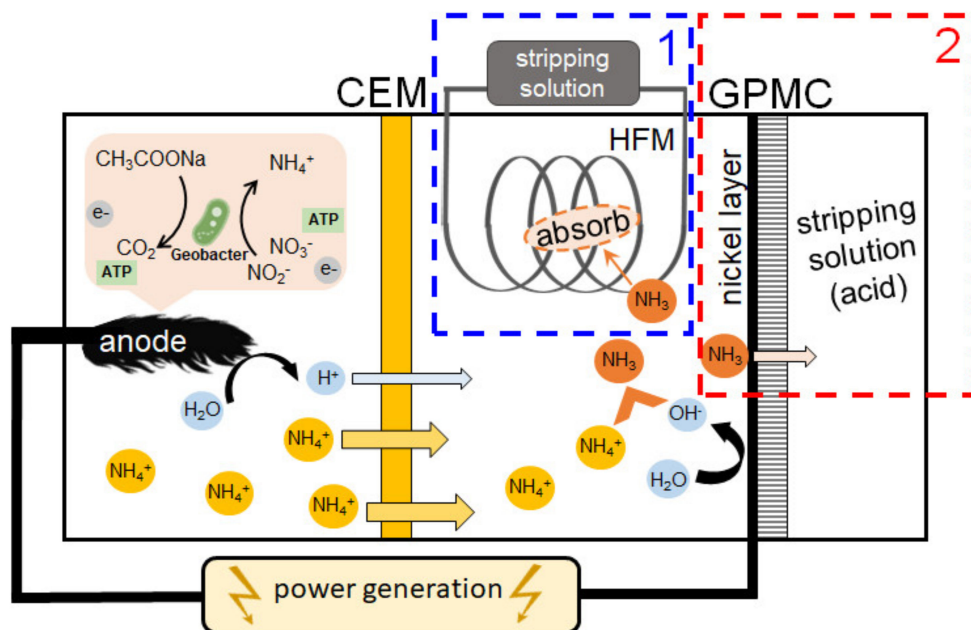 1
2
stripping
solution
CEM
GPMC
HFM
CH₃COONa
NH₄⁺
e-
ATP
CO₂
Geobacter
NO₃⁻
ATP
NO₂⁻
e-
absorb
NH₃
nickel layer
stripping
solution
(acid)
anode
NH₃
NH₃
H⁺
H₂O
OH⁻
NH₄⁺
NH₄⁺
H₂O
NH₄⁺
NH₄⁺
NH₄⁺
NH₄⁺
power generation